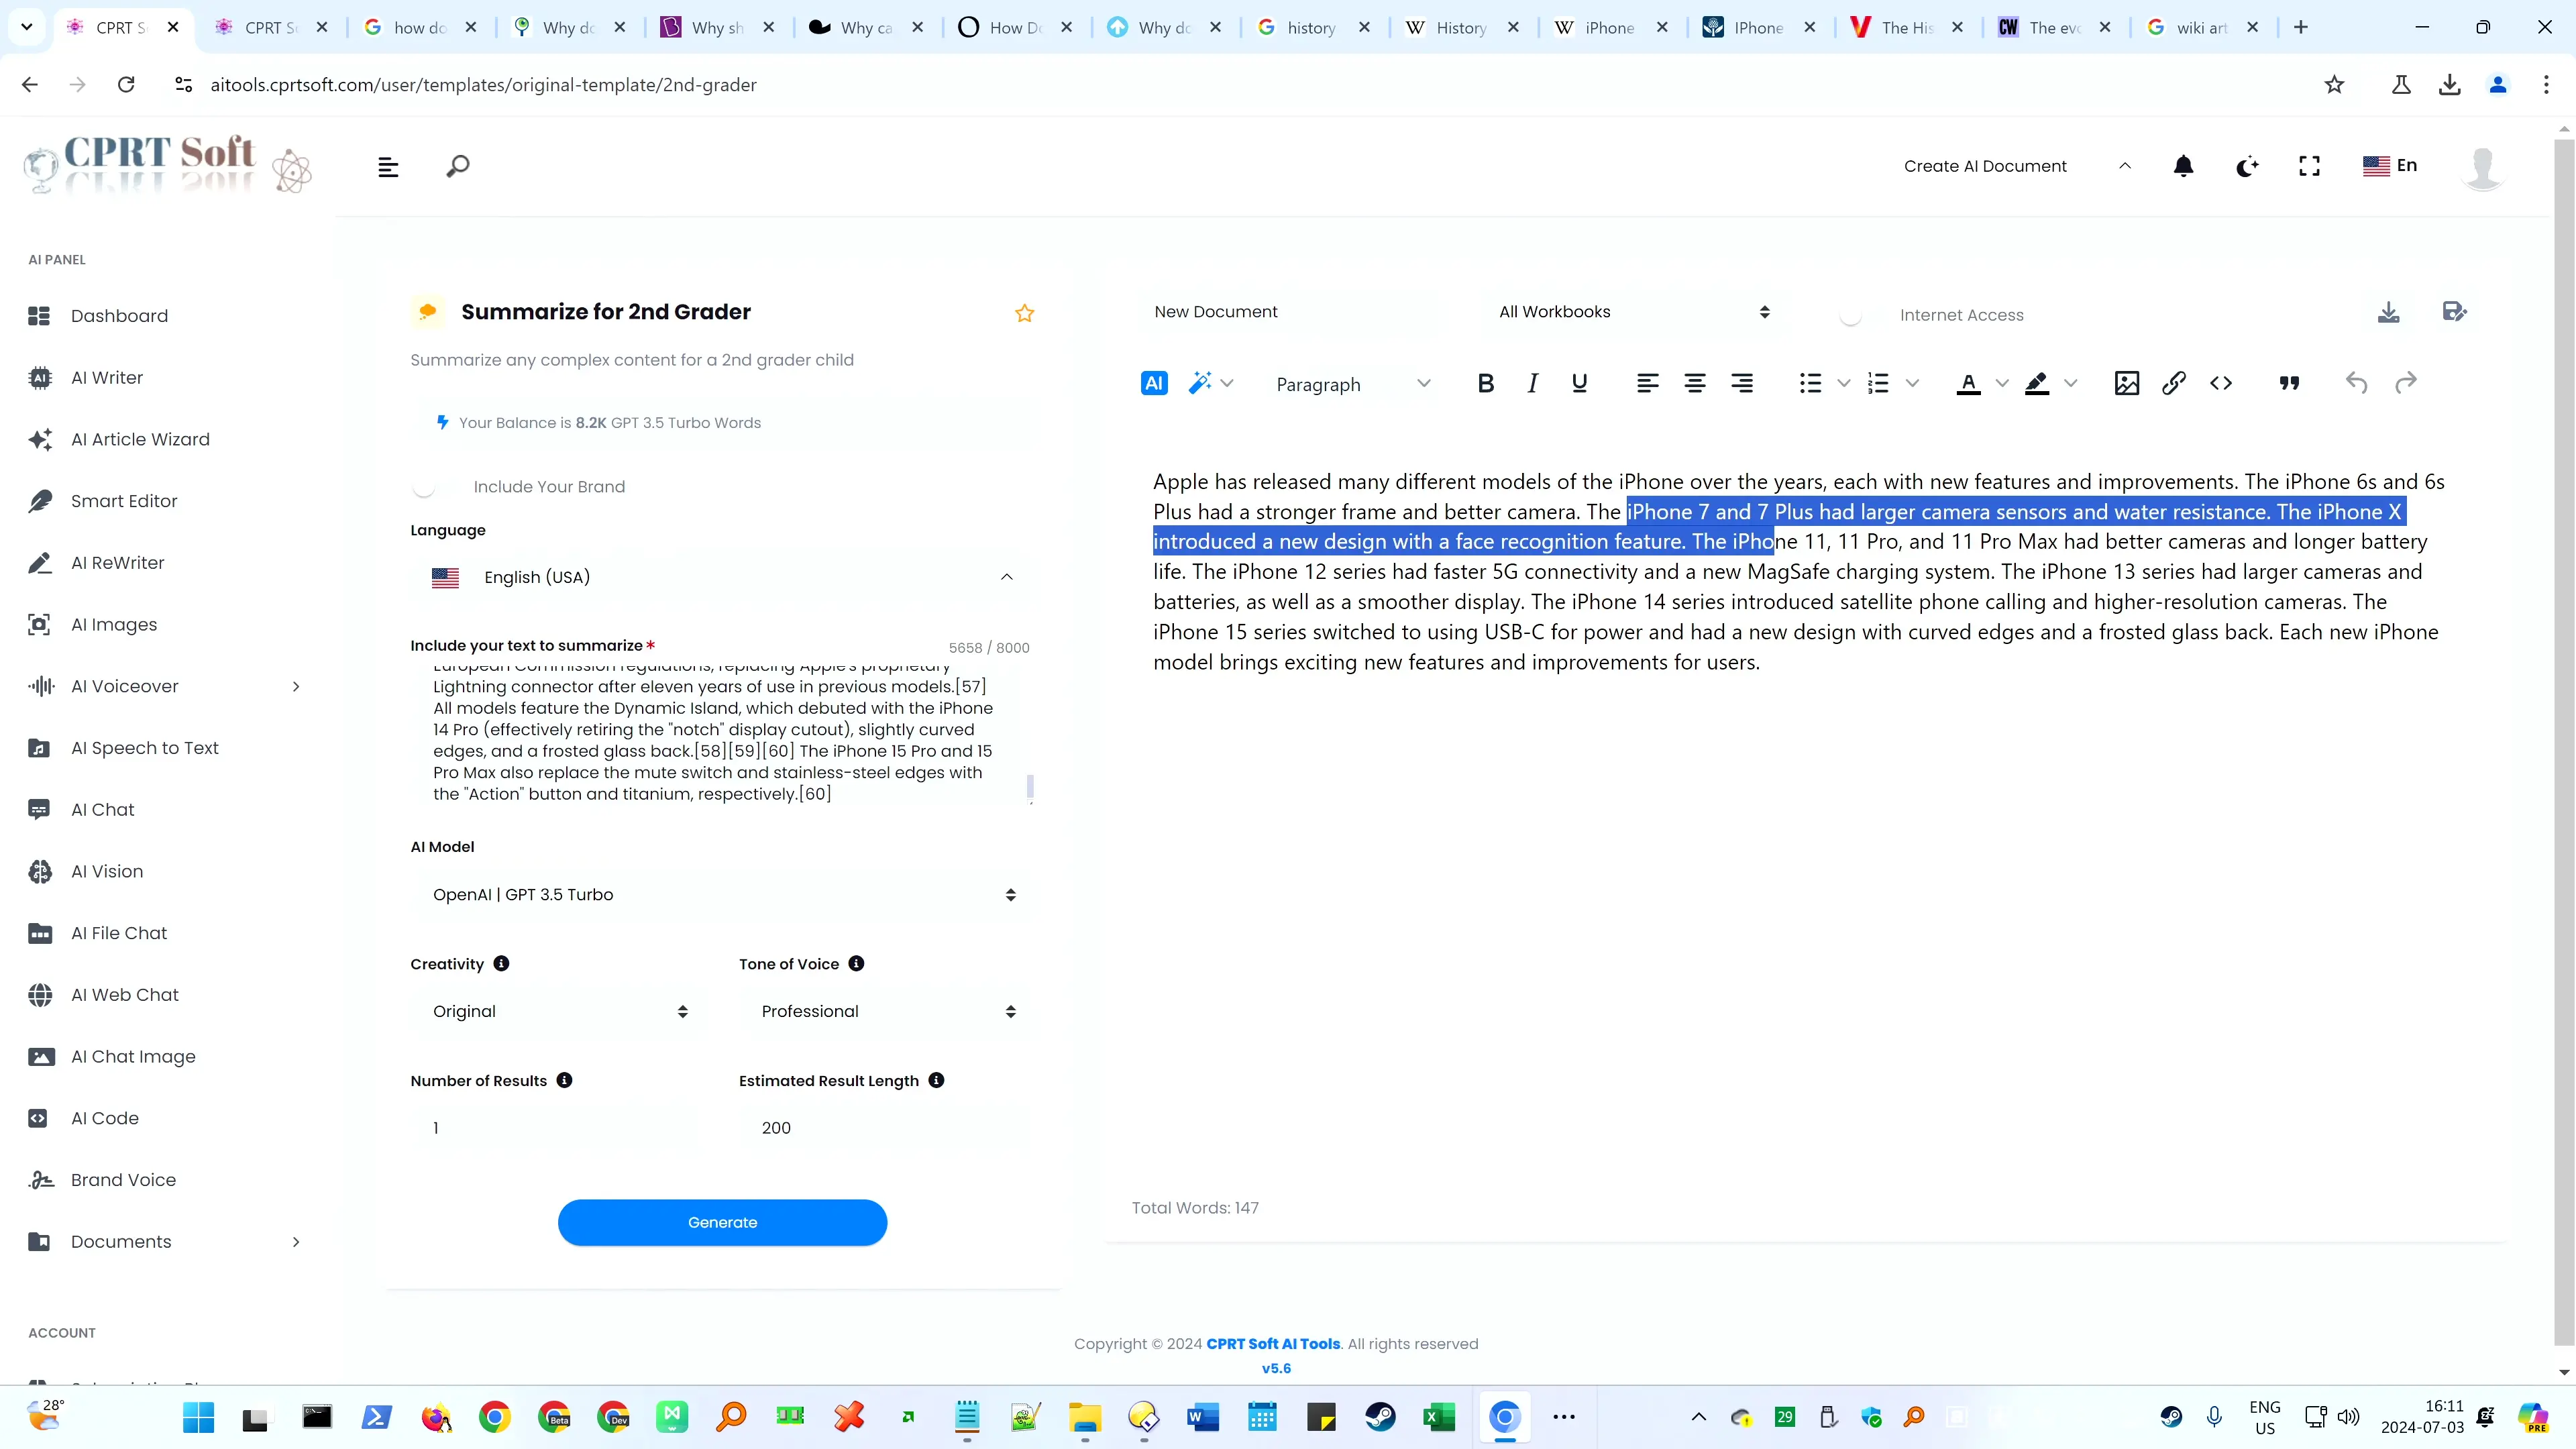 CPRT S
CPRT S
how do
Why do
Why sh
Why ca
How Do
Why do
history
History
iPhone
IPhone
The His
The evo
wiki art
aitools.cprtsoft.com/user/templates/original-template/2nd-grader
CPRT Soft
Create AI Document
En
AI PANEL
Dashboard
AI Writer
AI Article Wizard
Smart Editor
AI ReWriter
AI Images
AI Voiceover
AI Speech to Text
AI Chat
AI Vision
AI File Chat
AI Web Chat
AI Chat Image
AI Code
Brand Voice
Documents
ACCOUNT
Summarize for 2nd Grader
Summarize any complex content for a 2nd grader child
Your Balance is 8.2K GPT 3.5 Turbo Words
Include Your Brand
Language
English (USA)
Include your text to summarize*
5658 / 8000
European Commission regulations, replacing Apple's proprietary
Lightning connector after eleven years of use in previous models.[57]
All models feature the Dynamic Island, which debuted with the iPhone
14 Pro (effectively retiring the "notch" display cutout), slightly curved
edges, and a frosted glass back.[58][59][60] The iPhone 15 Pro and 15
Pro Max also replace the mute switch and stainless-steel edges with
the "Action" button and titanium, respectively.[60]
AI Model
OpenAI | GPT 3.5 Turbo
Creativity
Tone of Voice
Original
Professional
Number of Results
Estimated Result Length
1
200
Generate
New Document
All Workbooks
Internet Access
AI
Paragraph
B I U
Apple has released many different models of the iPhone over the years, each with new features and improvements. The iPhone 6s and 6s
Plus had a stronger frame and better camera. The iPhone 7 and 7 Plus had larger camera sensors and water resistance. The iPhone X
introduced a new design with a face recognition feature. The iPhone 11, 11 Pro, and 11 Pro Max had better cameras and longer battery
life. The iPhone 12 series had faster 5G connectivity and a new MagSafe charging system. The iPhone 13 series had larger cameras and
batteries, as well as a smoother display. The iPhone 14 series introduced satellite phone calling and higher-resolution cameras. The
iPhone 15 series switched to using USB-C for power and had a new design with curved edges and a frosted glass back. Each new iPhone
model brings exciting new features and improvements for users.
Total Words: 147
Copyright © 2024 CPRT Soft AI Tools. All rights reserved
v5.6
28°
Beta
Dev
29
ENG
US
16:11
2024-07-03
PRE